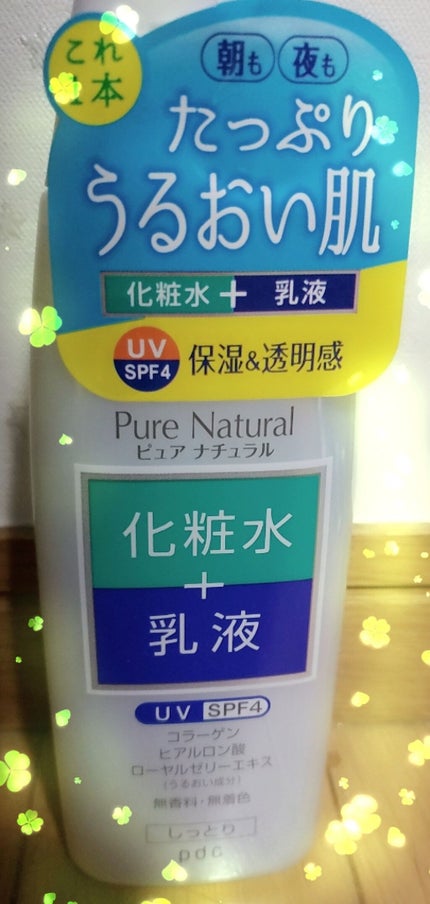 これ
1本
朝も 夜も
たっぷり
うるおい肌
化粧水 + 乳液
UV
SPF4
保湿&透明感
Pure Natural
ピュア ナチュラル
化粧水
+
乳液
UV SPF4
コラーゲン
ヒアルロン酸
ローヤルゼリーエキス
(うるおい成分)
無香料・無着色
しっとり
pdc